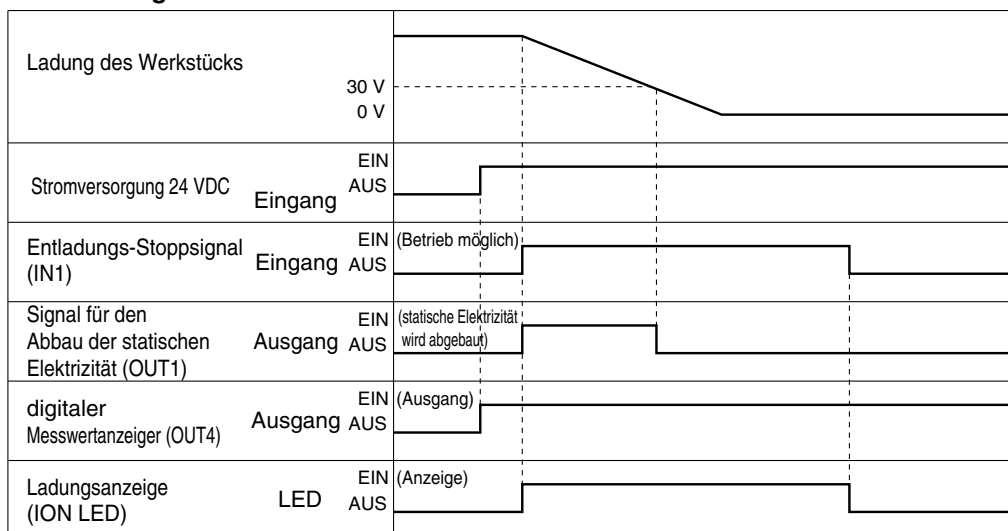 Ladung des Werkstücks
30 V
0 V
Stromversorgung 24 VDC
Eingang
EIN
AUS
Entladungs-Stoppsignal
(IN1)
Eingang
EIN
AUS
(Betrieb möglich)
Signal für den
Abbau der statischen
Elektrizität (OUT1)
Ausgang
EIN
AUS
(statische Elektrizität
wird abgebaut)
digitaler
Messwertanzeiger (OUT4)
Ausgang
EIN
AUS
(Ausgang)
Ladungsanzeige
(ION LED)
LED
EIN
AUS
(Anzeige)